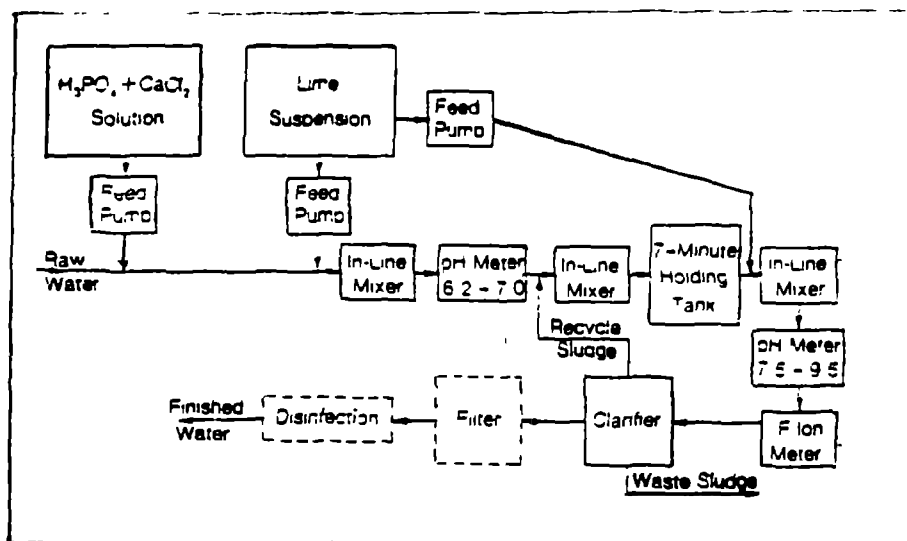 H3PO4 + CaCl2
Solution
Lime
Suspension
Feed
Pump
Feed
Pump
Feed
Pump
Raw
Water
In-Line
Mixer
pH Meter
6.2 - 7.0
In-Line
Mixer
7-Minute
Holding
Tank
In-Line
Mixer
Recycle
Sludge
pH Meter
7.5 - 9.5
Finished
Water
Disinfection
Filter
Clarifier
F Ion
Meter
Waste Sludge